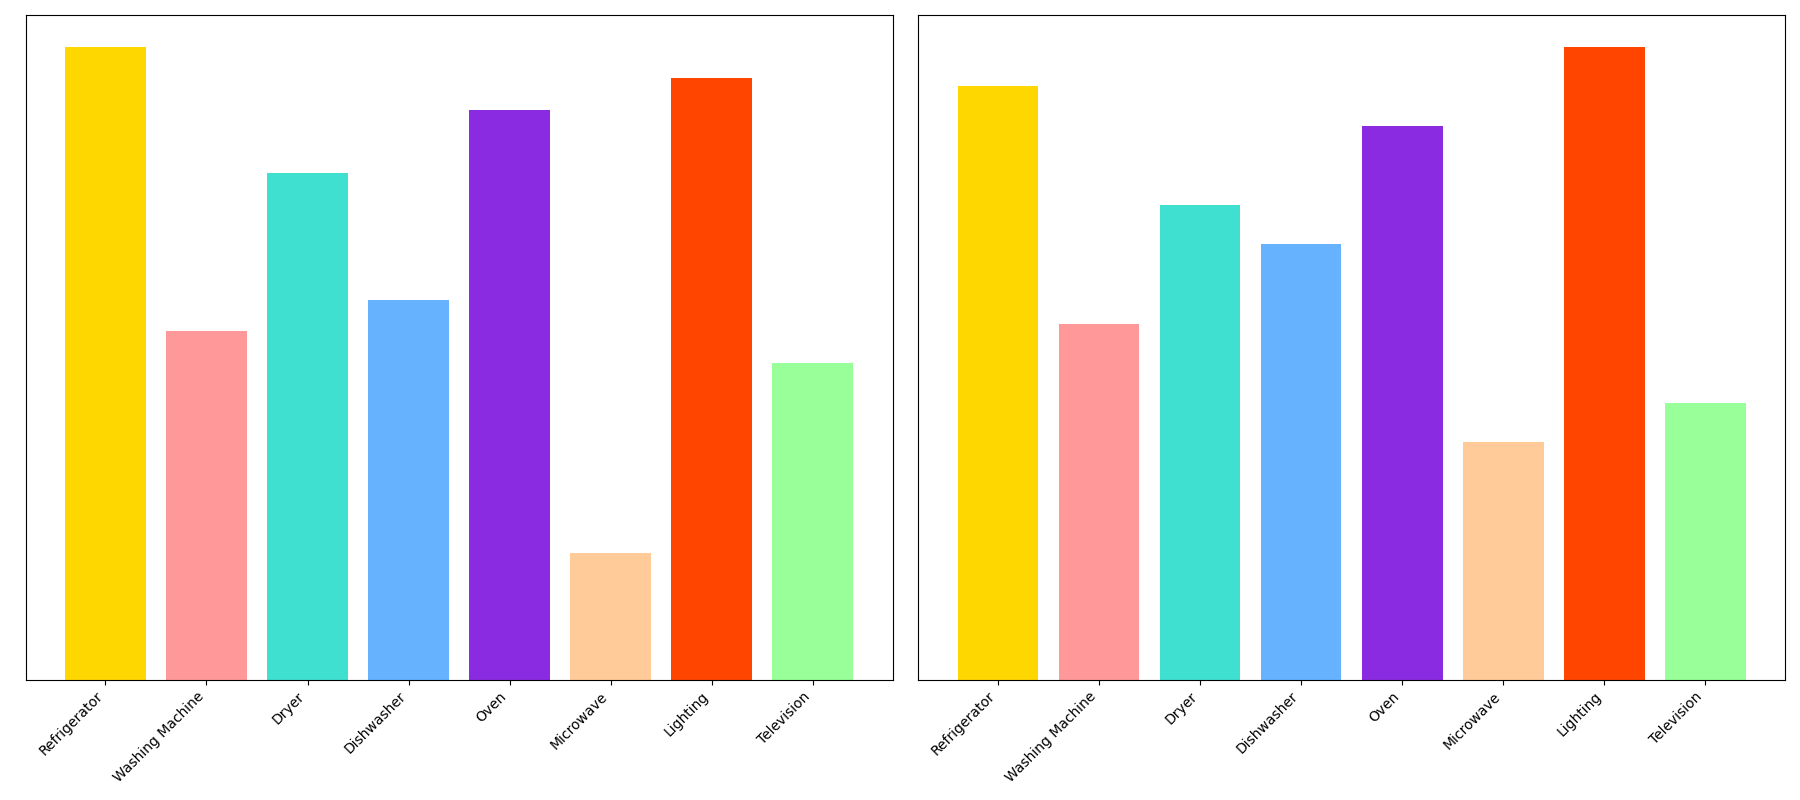 Refrigerator
Washing Machine
Dryer
Dishwasher
Oven
Microwave
Lighting
Television
Refrigerator
Washing Machine
Dryer
Dishwasher
Oven
Microwave
Lighting
Television